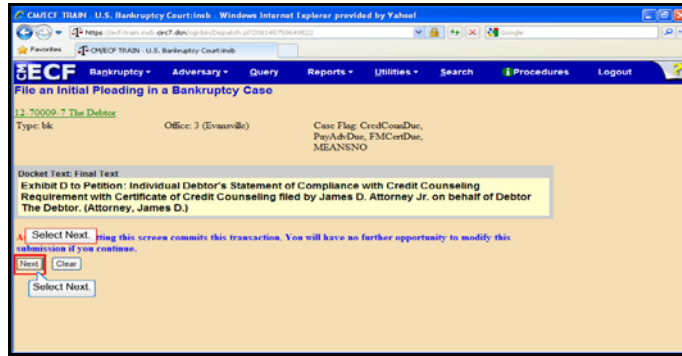 CM/ECF TRAIN - U.S. Bankruptcy Court:insb - Windows Internet Explorer provided by Yahoo!
Google
Favorites CM/ECF TRAIN - U.S. Bankruptcy Court:insb
ECF Bankruptcy Adversary Query Reports Utilities Search Procedures Logout ?
File an Initial Pleading in a Bankruptcy Case
12-70009-7 The Debtor
Type: bk Office: 3 (Evansville) Case Flag: CredCounDue,
PayAdvDue, FMCertDue,
MEANSNO
Docket Text: Final Text
Exhibit D to Petition: Individual Debtor's Statement of Compliance with Credit Counseling
Requirement with Certificate of Credit Counseling filed by James D. Attorney Jr. on behalf of Debtor
The Debtor. (Attorney, James D.)
Select Next.
tting this screen commits this transaction. You will have no further opportunity to modify this
submission if you continue.
Next Clear
Select Next.